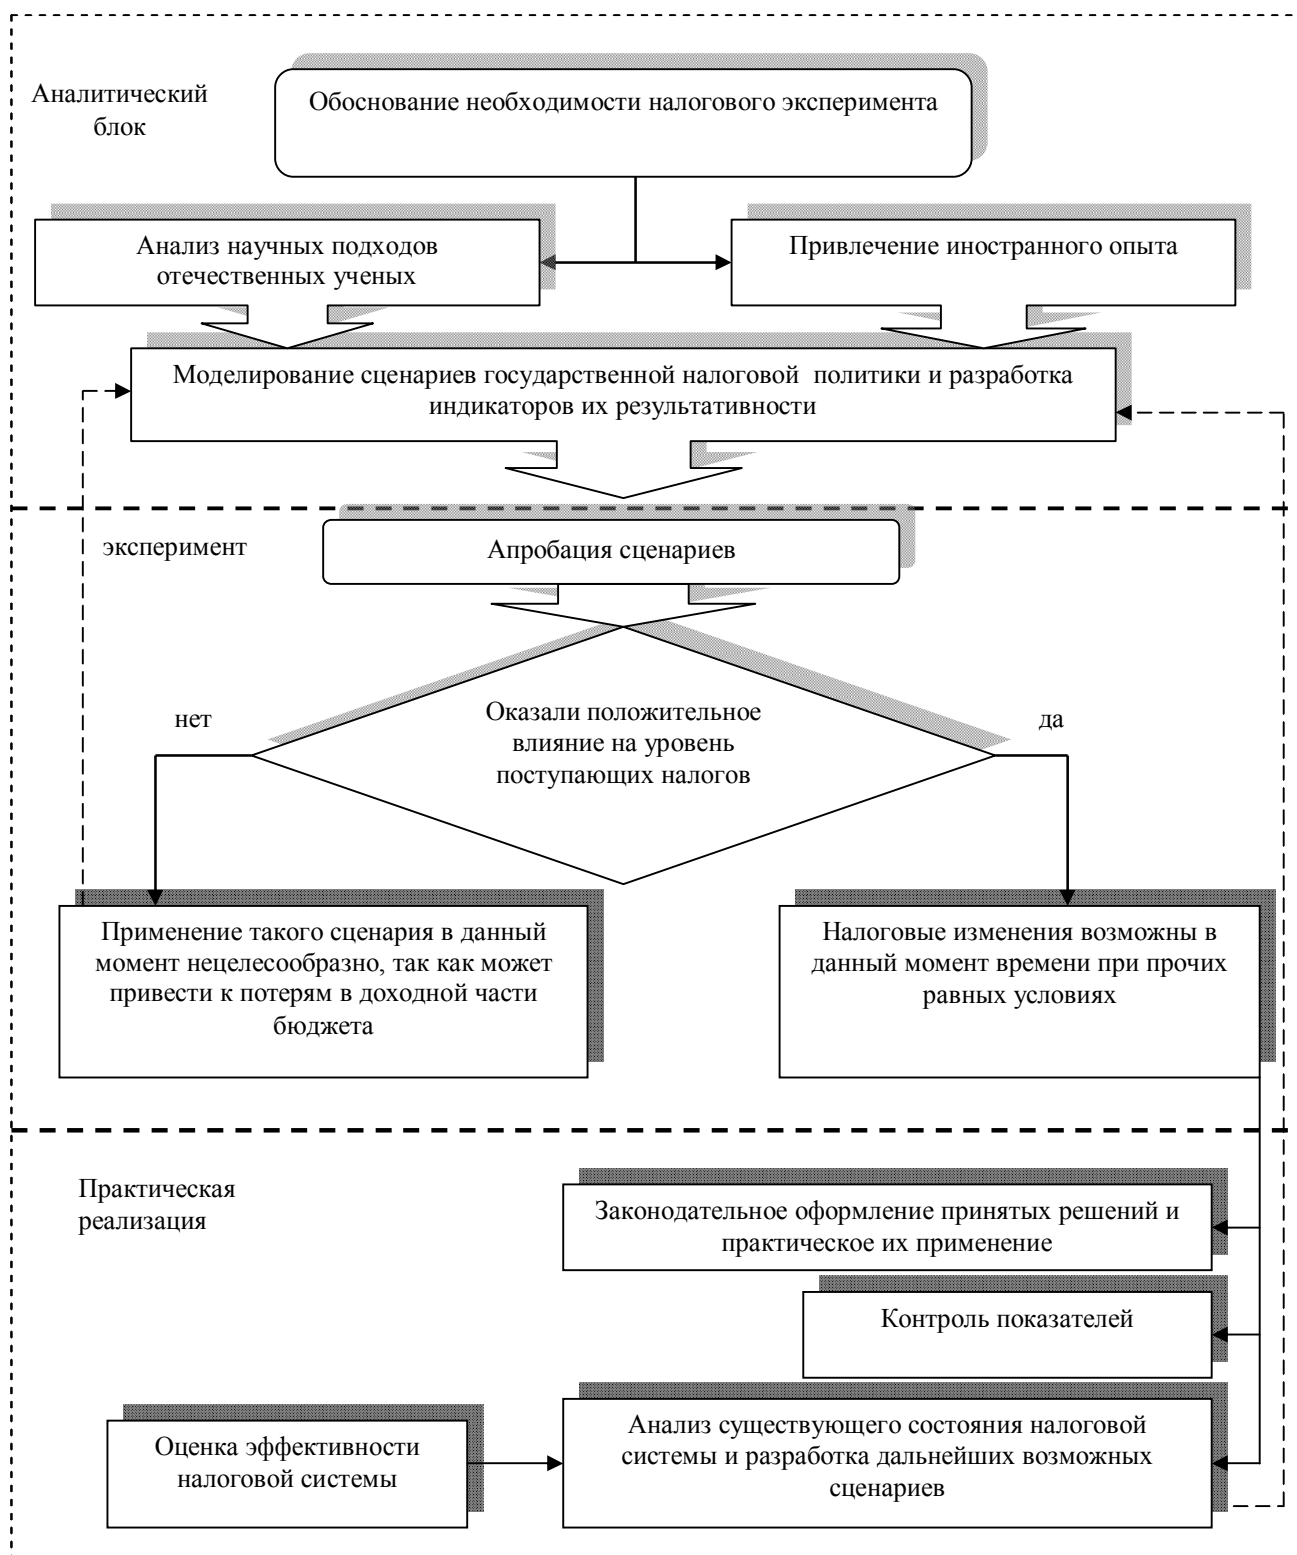 Аналитический
блок
Обоснование необходимости налогового эксперимента
Анализ научных подходов
отечественных ученых
Привлечение иностранного опыта
Моделирование сценариев государственной налоговой политики и разработка
индикаторов их результативности
эксперимент
Апробация сценариев
нет
Оказали положительное
влияние на уровень
поступающих налогов
да
Применение такого сценария в данный
момент нецелесообразно, так как может
привести к потерям в доходной части
бюджета
Налоговые изменения возможны в
данный момент времени при прочих
равных условиях
Практическая
реализация
Законодательное оформление принятых решений и
практическое их применение
Контроль показателей
Оценка эффективности
налоговой системы
Анализ существующего состояния налоговой
системы и разработка дальнейших возможных
сценариев